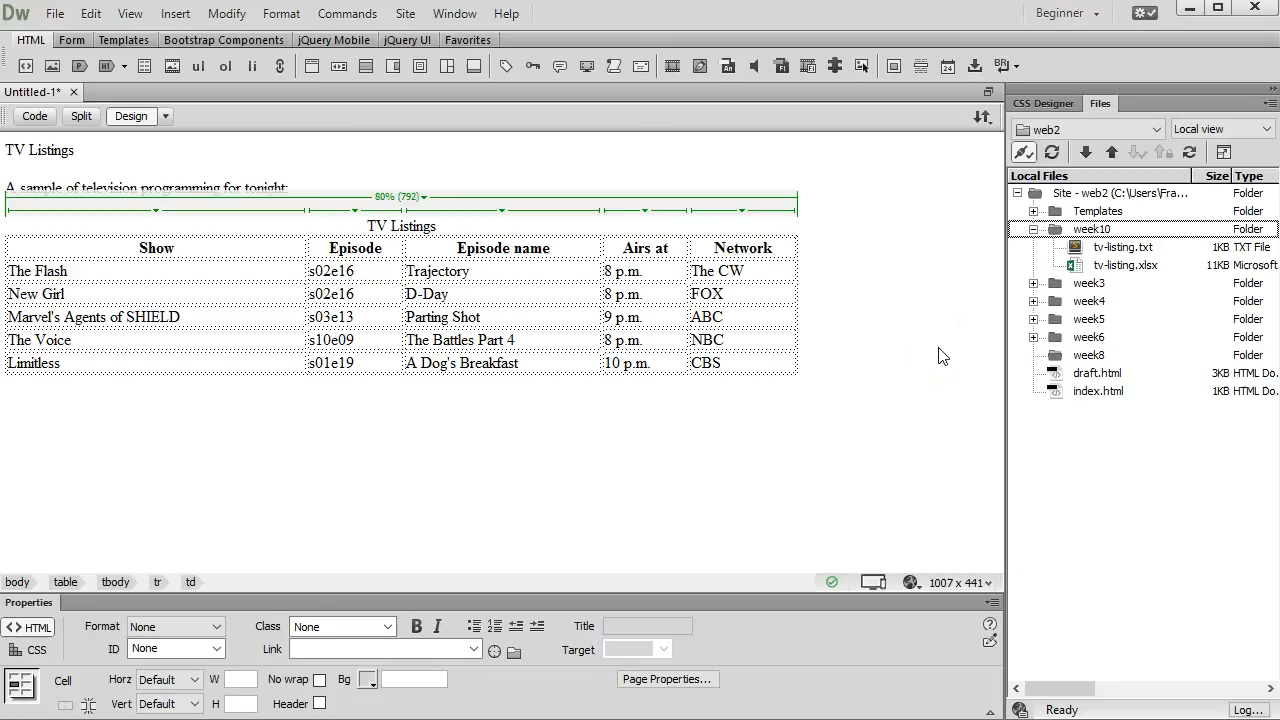 Dw File Edit View Insert Modify Format Commands Site Window Help Beginner
HTML Form Templates Bootstrap Components jQuery Mobile jQuery UI Favorites
ul ol li BR
Untitled-1* x
Code Split Design
CSS Designer Files
web2 Local view
Local Files Size Type
Site - web2 (C:\Users\Fra... Folder
Templates Folder
week10 Folder
tv-listing.txt 1KB TXT File
tv-listing.xlsx 11KB Microsoft
week3 Folder
week4 Folder
week5 Folder
week6 Folder
week8 Folder
draft.html 3KB HTML Do..
index.html 1KB HTML Do..
TV Listings
A sample of television programming for tonight:
80% (792)
TV Listings
Show Episode Episode name Airs at Network
The Flash s02e16 Trajectory 8 p.m. The CW
New Girl s02e16 D-Day 8 p.m. FOX
Marvel's Agents of SHIELD s03e13 Parting Shot 9 p.m. ABC
The Voice s10e09 The Battles Part 4 8 p.m. NBC
Limitless s01e19 A Dog's Breakfast 10 p.m. CBS
body table tbody tr td 1007 x 441
Properties
<> HTML Format None Class None B I Title
CSS ID None Link Target
Cell Horz Default W No wrap Bg Page Properties...
Vert Default H Header
Ready Log...